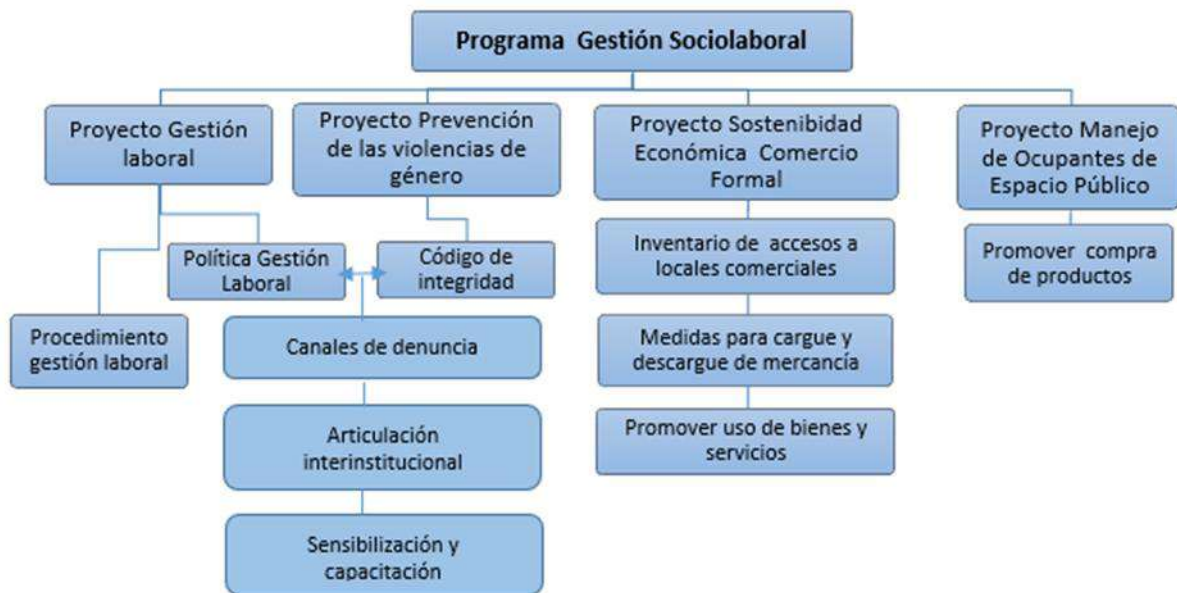 Programa Gestión Sociolaboral
Proyecto Gestión
laboral
Proyecto Prevención
de las violencias de
género
Proyecto Sostenibidad
Económica Comercio
Formal
Proyecto Manejo
de Ocupantes de
Espacio Público
Política Gestión
Laboral
Código de
integridad
Inventario de accesos a
locales comerciales
Promover compra
de productos
Procedimiento
gestión laboral
Canales de denuncia
Medidas para cargue y
descargue de mercancía
Articulación
interinstitucional
Promover uso de bienes y
servicios
Sensibilización y
capacitación